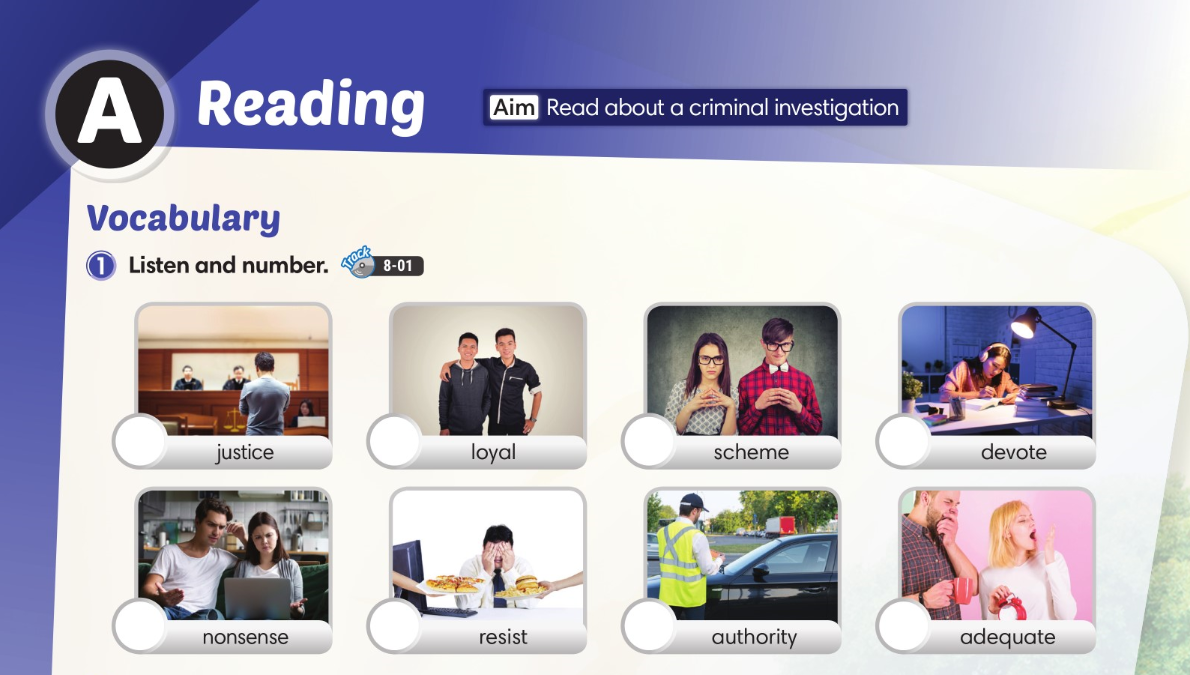 A
Reading
Aim Read about a criminal investigation
Vocabulary
1 Listen and number. Track 8-01
justice
loyal
scheme
devote
nonsense
resist
authority
adequate